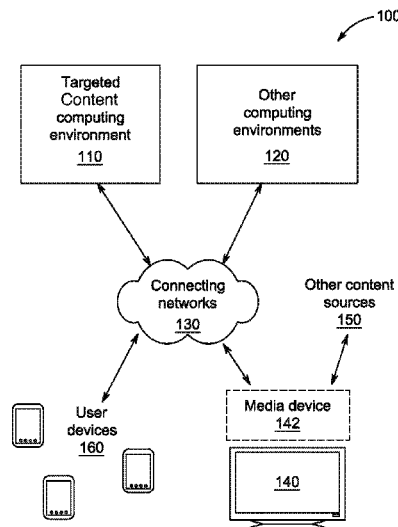 100
Targeted
Content
computing
environment
110
Other
computing
environments
120
Connecting
networks
130
Other content
sources
150
User
devices
160
Media device
142
140